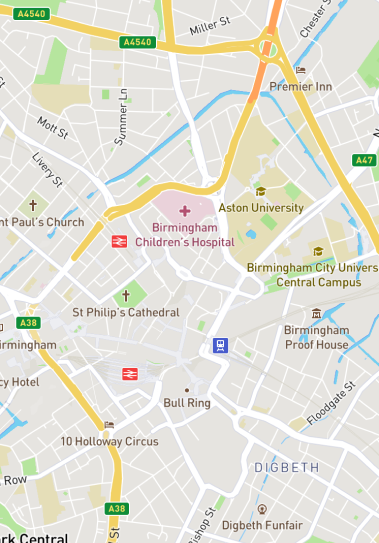 A4540
Miller St
Chester St
A4540
Premier Inn
Summer Ln
Mott St
Livery St
A47
nt Paul's Church
Aston University
Birmingham
Children's Hospital
Birmingham City Univers
Central Campus
St Philip's Cathedral
A38
Birmingham
Proof House
irmingham
cy Hotel
Bull Ring
Floodgate St
10 Holloway Circus
DIGBETH
Row
A38
St
Bishop St
Digbeth Funfair
rk Central